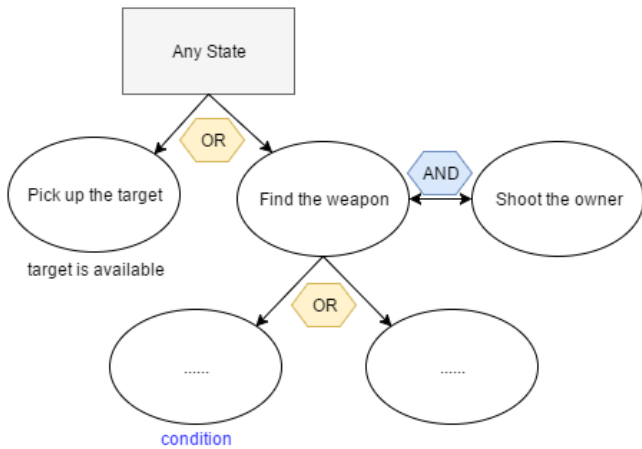 Any State
OR
Pick up the target
Find the weapon
AND
Shoot the owner
target is available
OR
......
......
condition